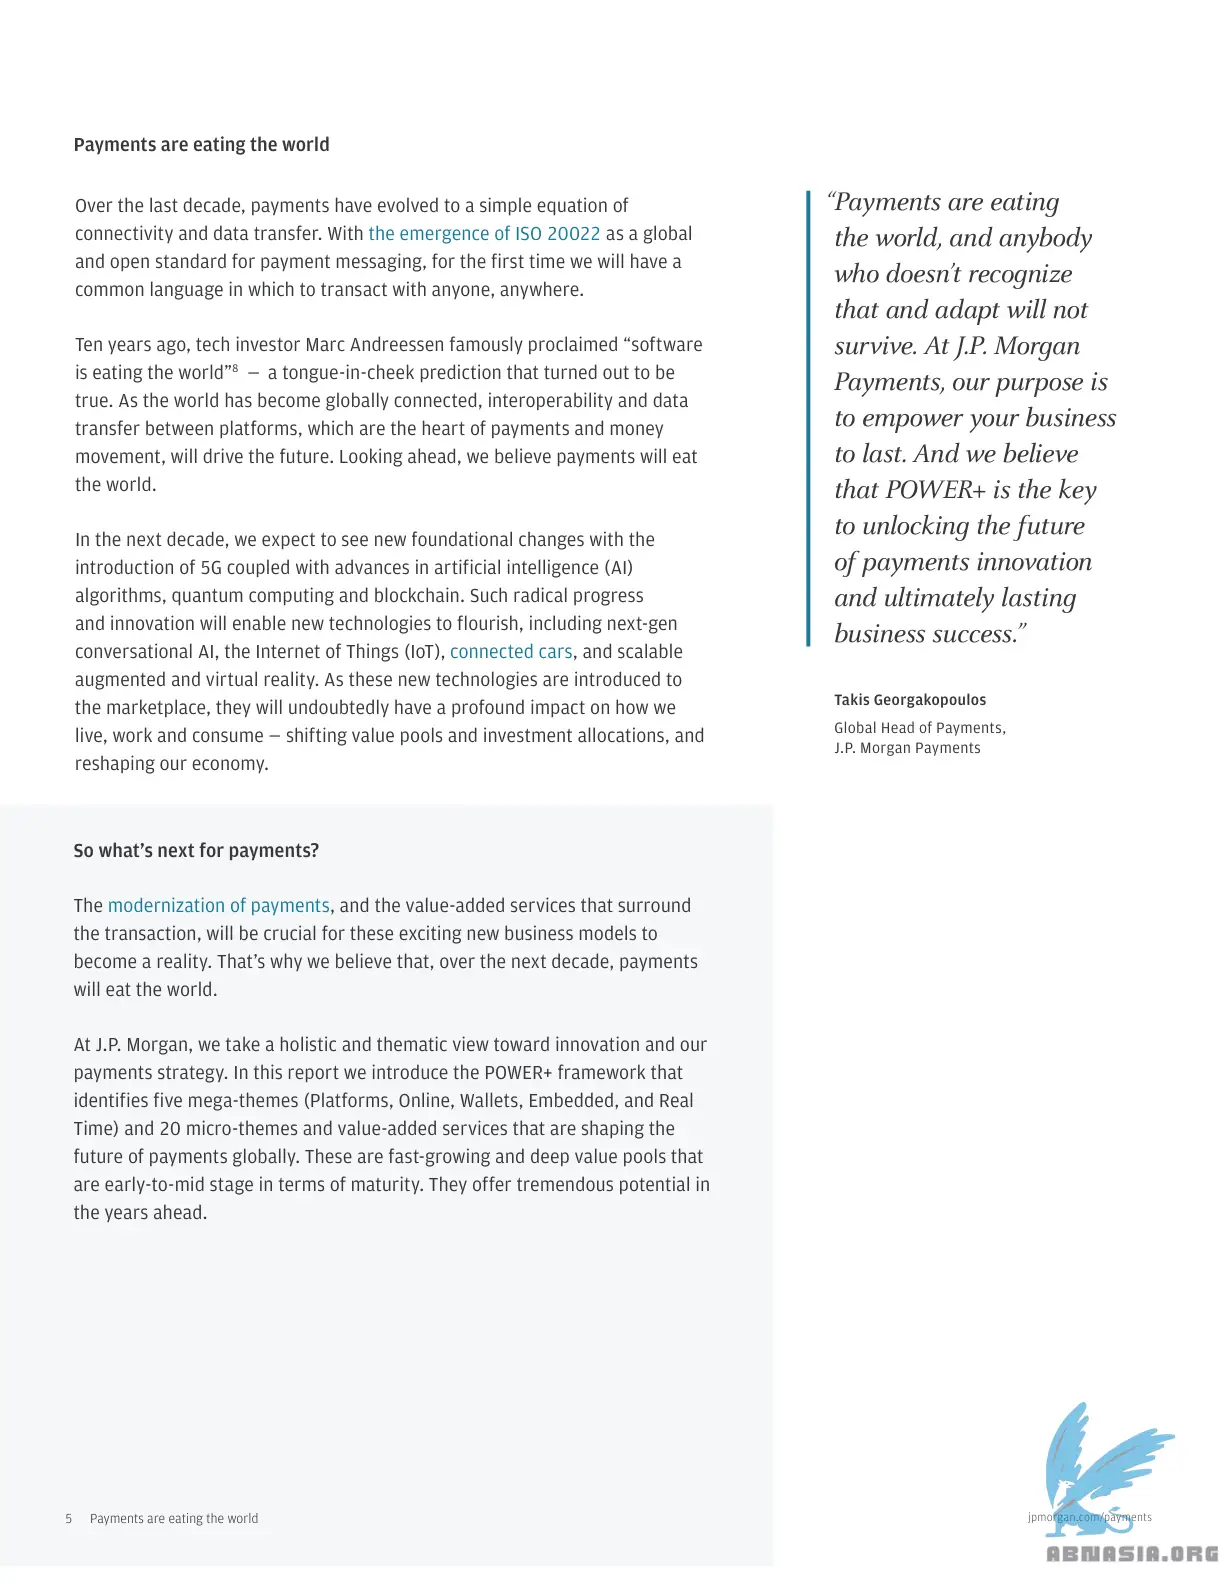 Payments are eating the world
Over the last decade, payments have evolved to a simple equation of
connectivity and data transfer. With the emergence of ISO 20022 as a global
and open standard for payment messaging, for the first time we will have a
common language in which to transact with anyone, anywhere.
Ten years ago, tech investor Marc Andreessen famously proclaimed “software
is eating the world”⁸ — a tongue-in-cheek prediction that turned out to be
true. As the world has become globally connected, interoperability and data
transfer between platforms, which are the heart of payments and money
movement, will drive the future. Looking ahead, we believe payments will eat
the world.
In the next decade, we expect to see new foundational changes with the
introduction of 5G coupled with advances in artificial intelligence (AI)
algorithms, quantum computing and blockchain. Such radical progress
and innovation will enable new technologies to flourish, including next-gen
conversational AI, the Internet of Things (IoT), connected cars, and scalable
augmented and virtual reality. As these new technologies are introduced to
the marketplace, they will undoubtedly have a profound impact on how we
live, work and consume — shifting value pools and investment allocations, and
reshaping our economy.
“Payments are eating
the world, and anybody
who doesn’t recognize
that and adapt will not
survive. At J.P. Morgan
Payments, our purpose is
to empower your business
to last. And we believe
that POWER+ is the key
to unlocking the future
of payments innovation
and ultimately lasting
business success.”
Takis Georgakopoulos
Global Head of Payments,
J.P. Morgan Payments
So what’s next for payments?
The modernization of payments, and the value-added services that surround
the transaction, will be crucial for these exciting new business models to
become a reality. That’s why we believe that, over the next decade, payments
will eat the world.
At J.P. Morgan, we take a holistic and thematic view toward innovation and our
payments strategy. In this report we introduce the POWER+ framework that
identifies five mega-themes (Platforms, Online, Wallets, Embedded, and Real
Time) and 20 micro-themes and value-added services that are shaping the
future of payments globally. These are fast-growing and deep value pools that
are early-to-mid stage in terms of maturity. They offer tremendous potential in
the years ahead.
5 Payments are eating the world
jpmorgan.com/payments
ABNASIA.ORG